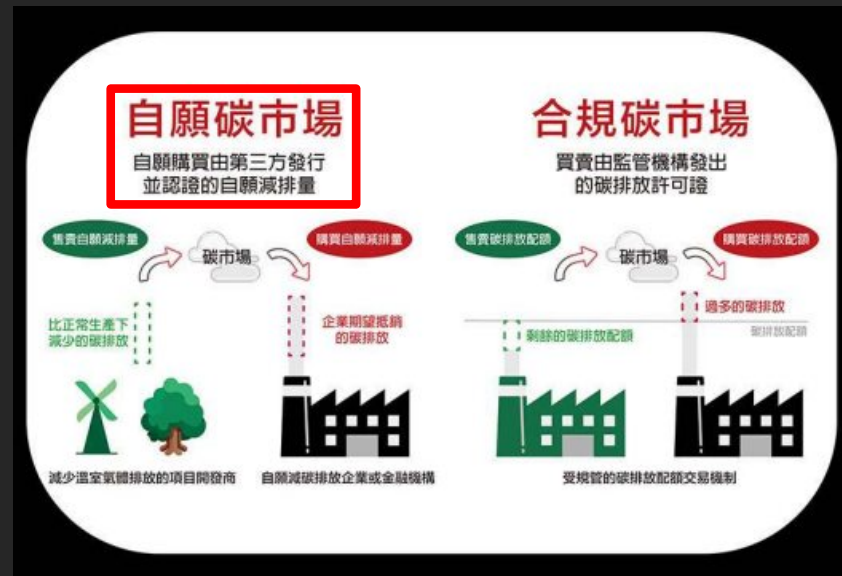 自願碳市場
自願購買由第三方發行
並認證的自願減排量
售賣自願減排量
碳市場
購買自願減排量
比正常生產下
減少的碳排放
企業期望抵銷
的碳排放
減少溫室氣體排放的項目開發商
自願減碳排放企業或金融機構
合規碳市場
買賣由監管機構發出
的碳排放許可證
售賣碳排放配額
碳市場
購買碳排放配額
過多的碳排放
碳排放配額
剩餘的碳排放配額
受規管的碳排放配額交易機制